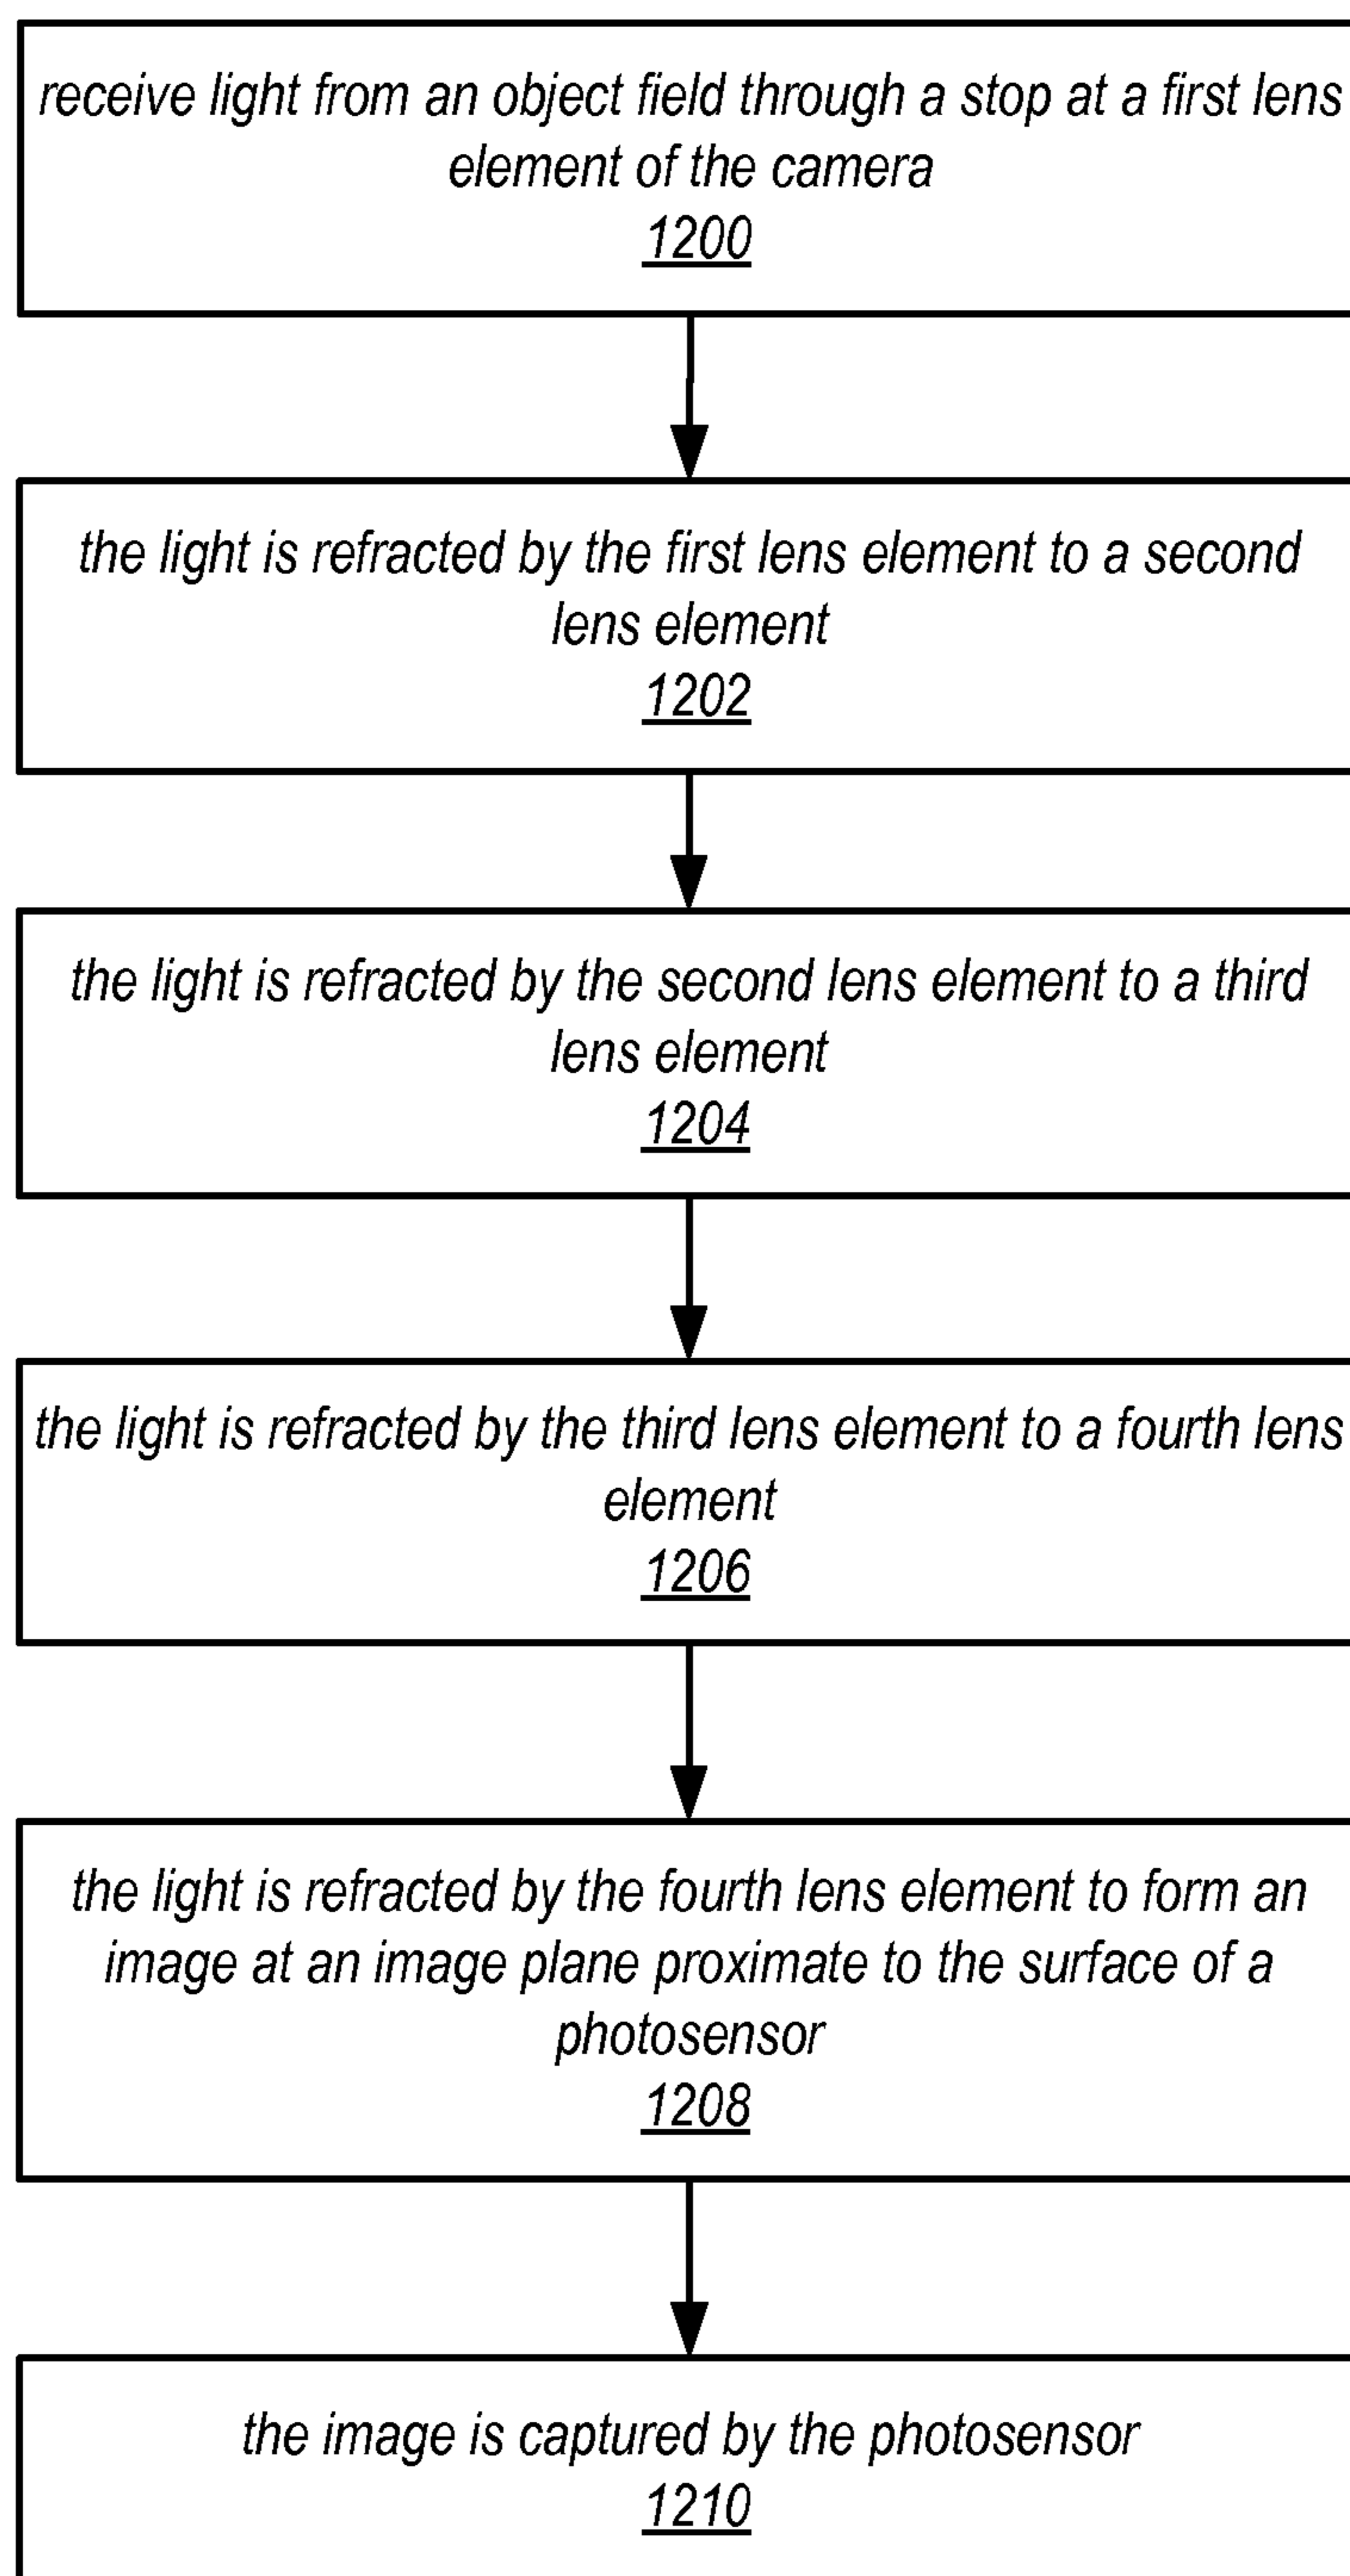 receive light from an object field through a stop at a first lens
element of the camera
1200
the light is refracted by the first lens element to a second
lens element
1202
the light is refracted by the second lens element to a third
lens element
1204
the light is refracted by the third lens element to a fourth lens
element
1206
the light is refracted by the fourth lens element to form an
image at an image plane proximate to the surface of a
photosensor
1208
the image is captured by the photosensor
1210